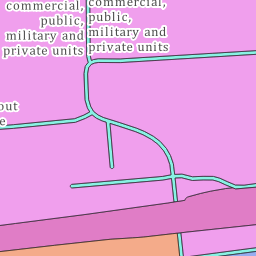 commercial,
public,
military and
private units
commercial,
public,
military and
private units